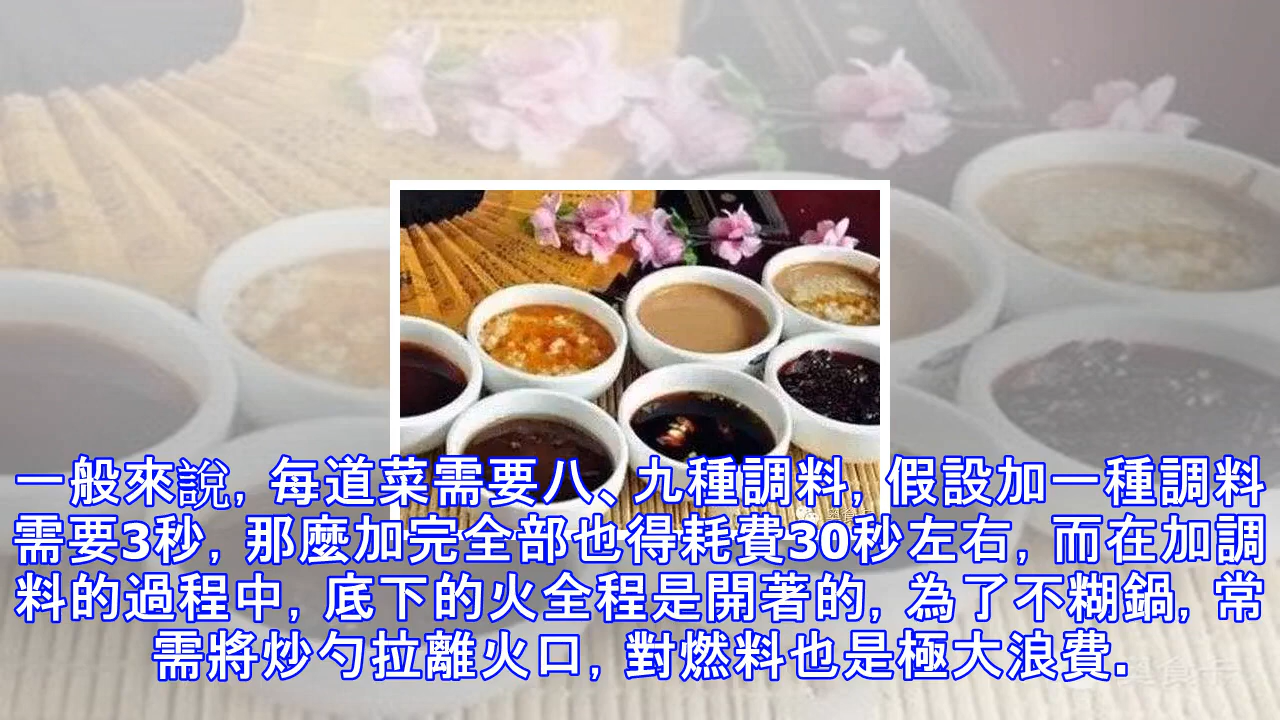 一般來說, 每道菜需要八、九種調料, 假設加一種調料
需要3秒, 那麼加完全部也得耗費30秒左右, 而在加調
料的過程中, 底下的火全程是開著的, 為了不糊鍋, 常
需將炒勺拉離火口, 對燃料也是極大浪費.